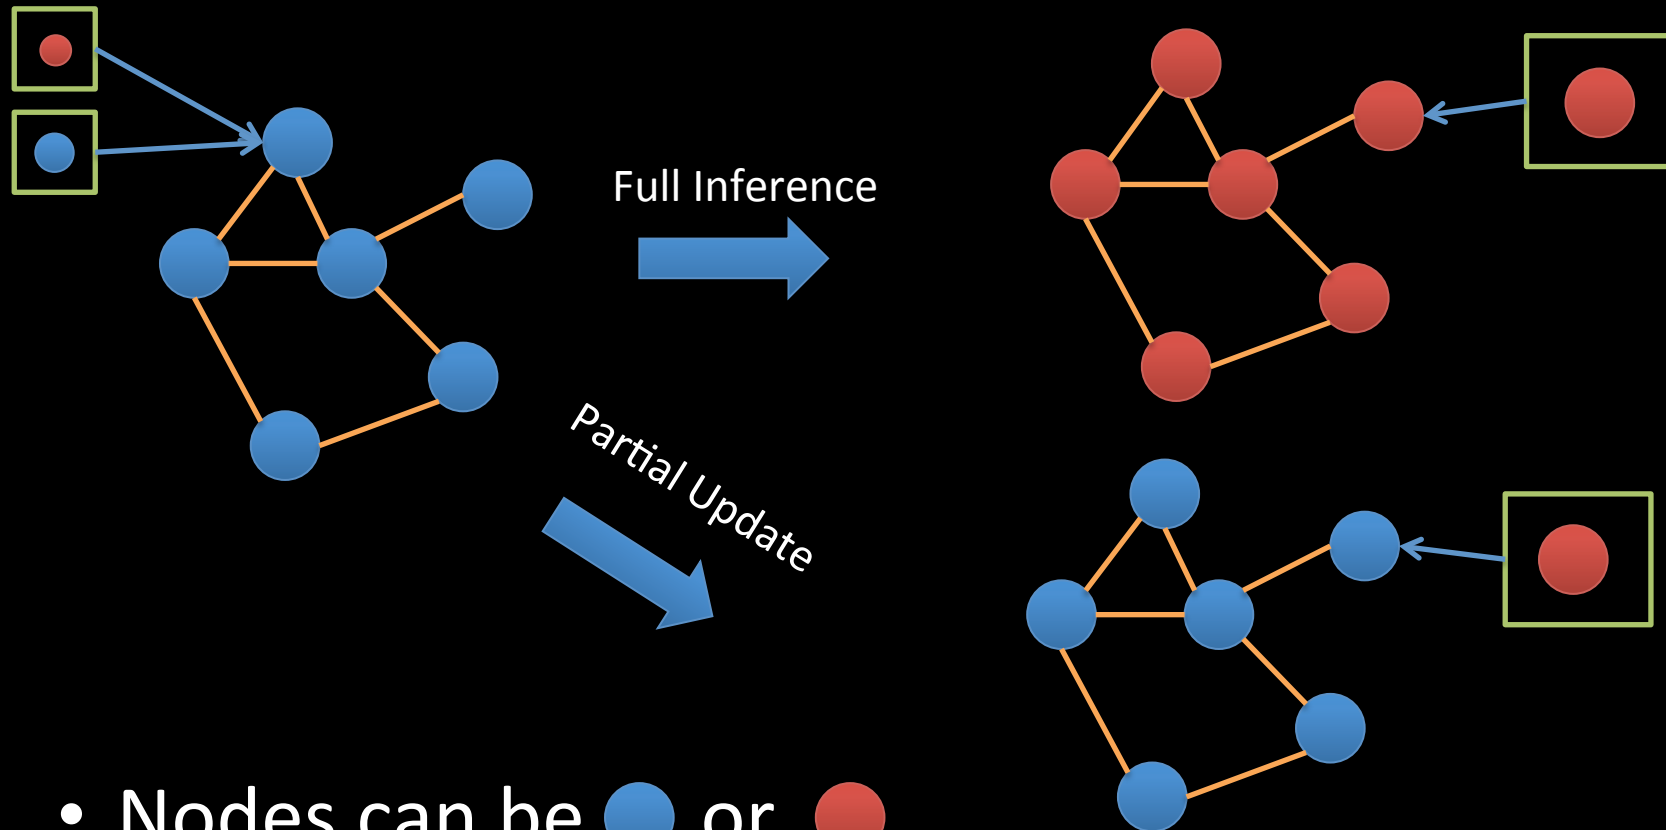 Full Inference
Partial Update
• Nodes can be or